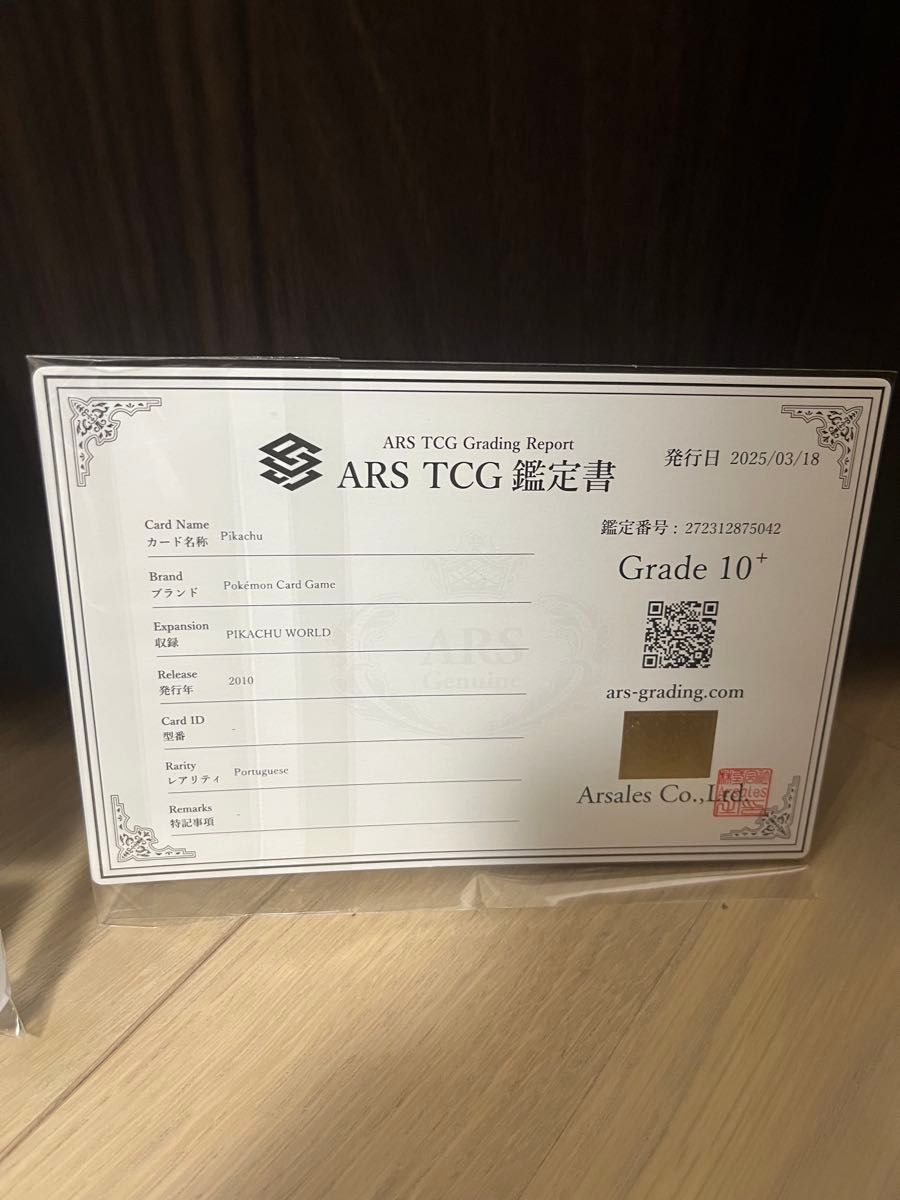 ARS TCG Grading Report
ARS TCG 鑑定書
発行日 2025/03/18
Card Name
カード名称 Pikachu
Brand
ブランド Pokémon Card Game
Expansion
収録 PIKACHU WORLD
Release
発行年 2010
Card ID
型番 -
Rarity
レアリティ Portuguese
Remarks
特記事項 -
鑑定番号 : 272312875042
Grade 10+
ars-grading.com
Arsales Co.,Ltd.
ARS
Genuine